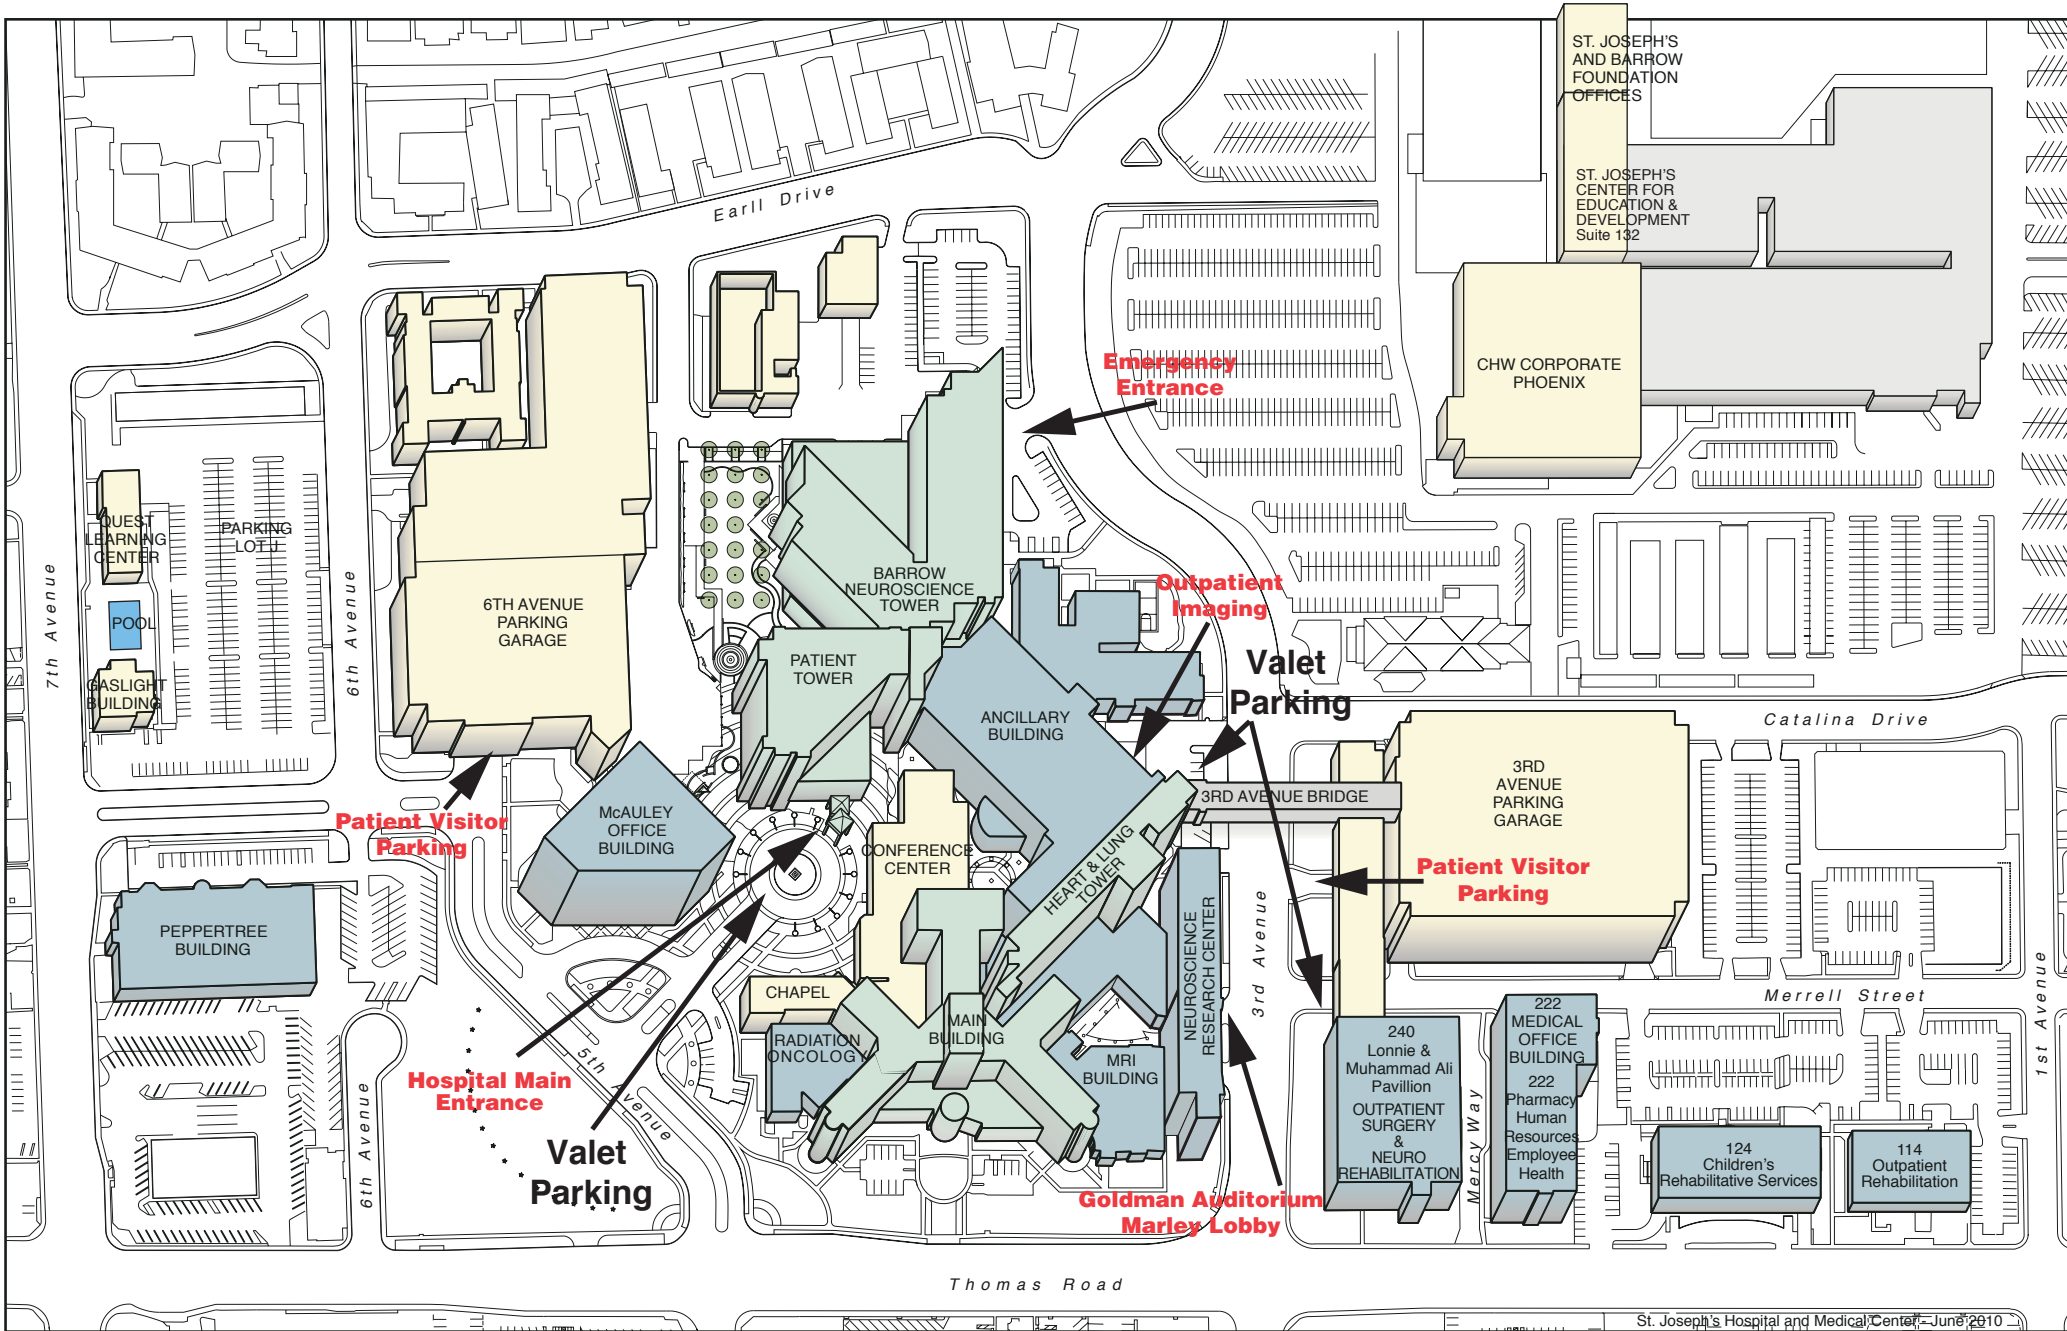 ST. JOSEPH'S
AND BARROW
FOUNDATION
OFFICES
ST. JOSEPH'S
CENTER FOR
EDUCATION &
DEVELOPMENT
Suite 132
Earll Drive
Emergency
Entrance
CHW CORPORATE
PHOENIX
QUEST
LEARNING
CENTER
PARKING
LOT J
7th Avenue
6th Avenue
POOL
GASLIGHT
BUILDING
6TH AVENUE
PARKING
GARAGE
BARROW
NEUROSCIENCE
TOWER
Outpatient
Imaging
PATIENT
TOWER
ANCILLARY
BUILDING
Valet
Parking
Catalina Drive
3RD AVENUE BRIDGE
3RD
AVENUE
PARKING
GARAGE
Patient Visitor
Parking
McAULEY
OFFICE
BUILDING
CONFERENCE
CENTER
HEART & LUNG
TOWER
Patient Visitor
Parking
PEPPERTREE
BUILDING
NEUROSCIENCE
RESEARCH CENTER
3rd Avenue
CHAPEL
Merrell Street
1st Avenue
RADIATION
ONCOLOGY
MAIN
BUILDING
MRI
BUILDING
240
Lonnie &
Muhammad Ali
Pavillion
OUTPATIENT
SURGERY
&
NEURO
REHABILITATION
Mercy Way
222
MEDICAL
OFFICE
BUILDING
222
Pharmacy
Human
Resources
Employee
Health
Hospital Main
Entrance
5th Avenue
6th Avenue
Valet
Parking
Goldman Auditorium
Marley Lobby
124
Children's
Rehabilitative Services
114
Outpatient
Rehabilitation
Thomas Road
St. Joseph's Hospital and Medical Center - June 2010